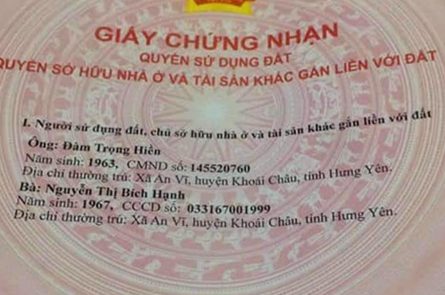 GIẤY CHỨNG NHẬN
QUYỀN SỬ DỤNG ĐẤT
QUYỀN SỞ HỮU NHÀ Ở VÀ TÀI SẢN KHÁC GẮN LIỀN VỚI ĐẤT
I. Người sử dụng đất, chủ sở hữu nhà ở và tài sản khác gắn liền với đất
Ông: Đàm Trọng Hiền
Năm sinh: 1963, CMND số: 145520760
Địa chỉ thường trú: Xã An Vĩ, huyện Khoái Châu, tỉnh Hưng Yên.
Bà: Nguyễn Thị Bích Hạnh
Năm sinh: 1967, CCCD số: 033167001999
Địa chỉ thường trú: Xã An Vĩ, huyện Khoái Châu, tỉnh Hưng Yên.